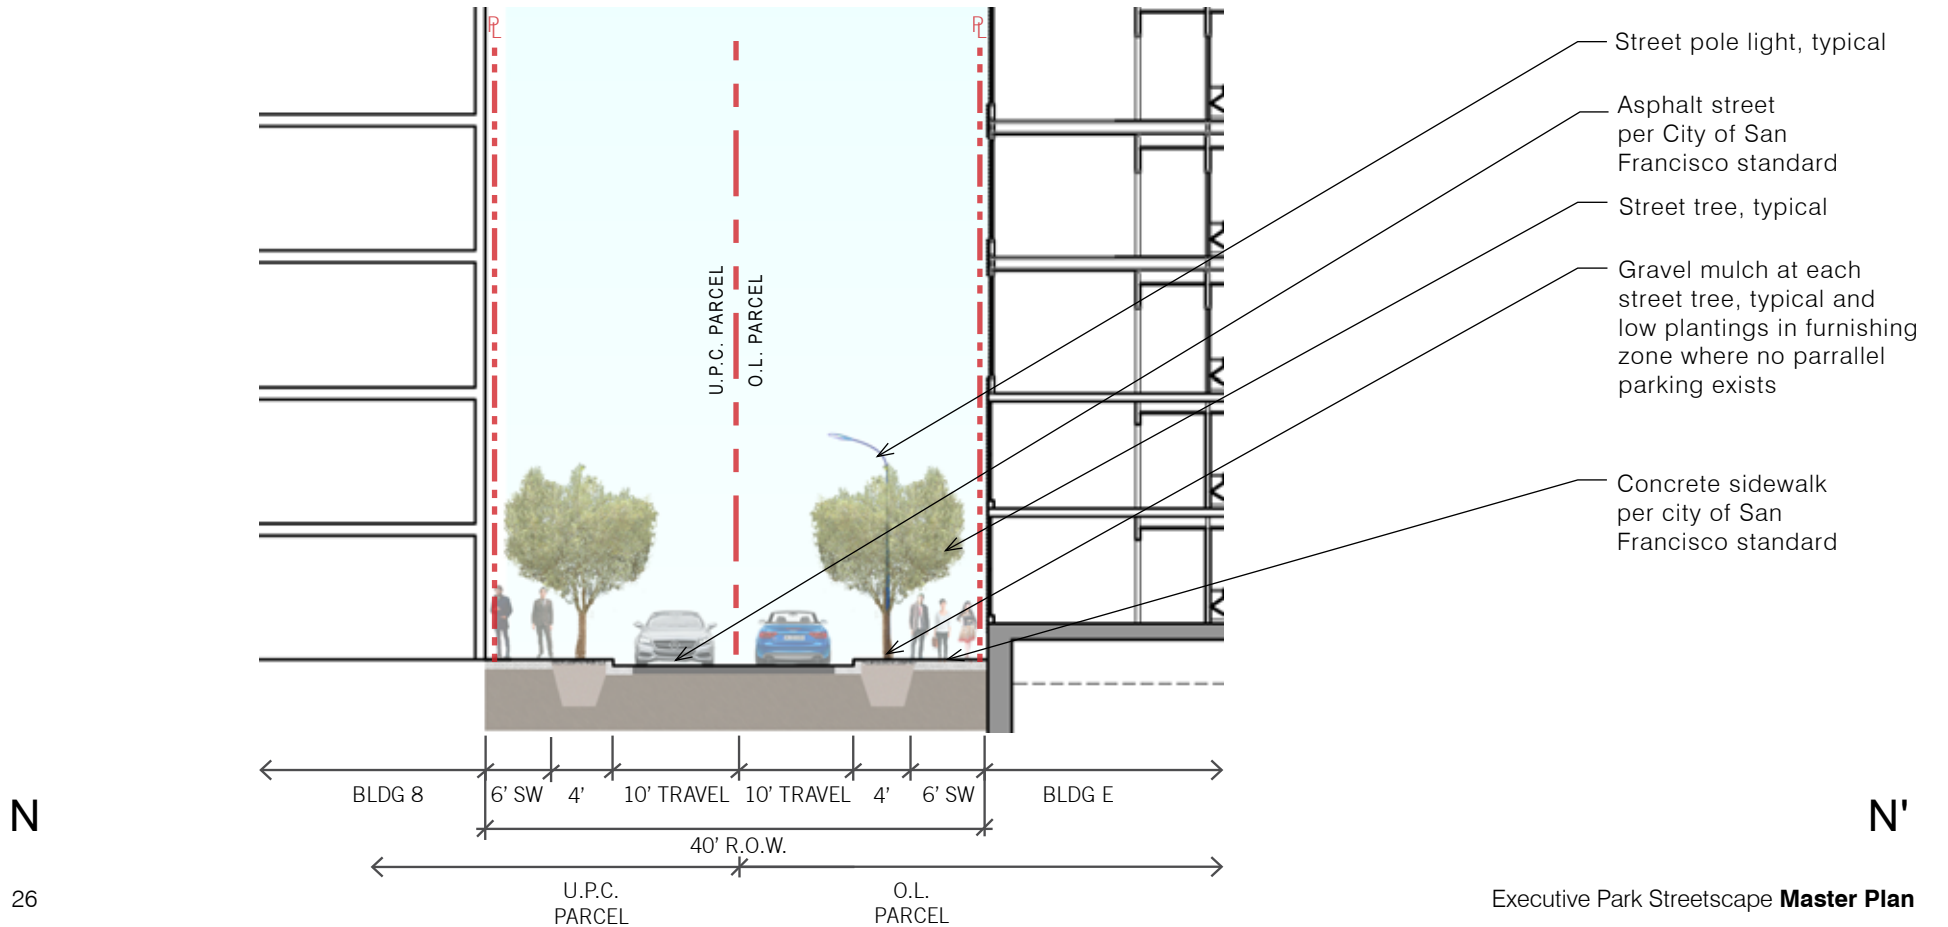 PL
PL
Street pole light, typical
Asphalt street
per City of San
Francisco standard
Street tree, typical
Gravel mulch at each
street tree, typical and
low plantings in furnishing
zone where no parrallel
parking exists
Concrete sidewalk
per city of San
Francisco standard
U.P.C. PARCEL
O.L. PARCEL
BLDG 8
6’ SW
4’
10’ TRAVEL
10’ TRAVEL
4’
6’ SW
BLDG E
40’ R.O.W.
U.P.C.
PARCEL
O.L.
PARCEL
N
N'
26
Executive Park Streetscape Master Plan